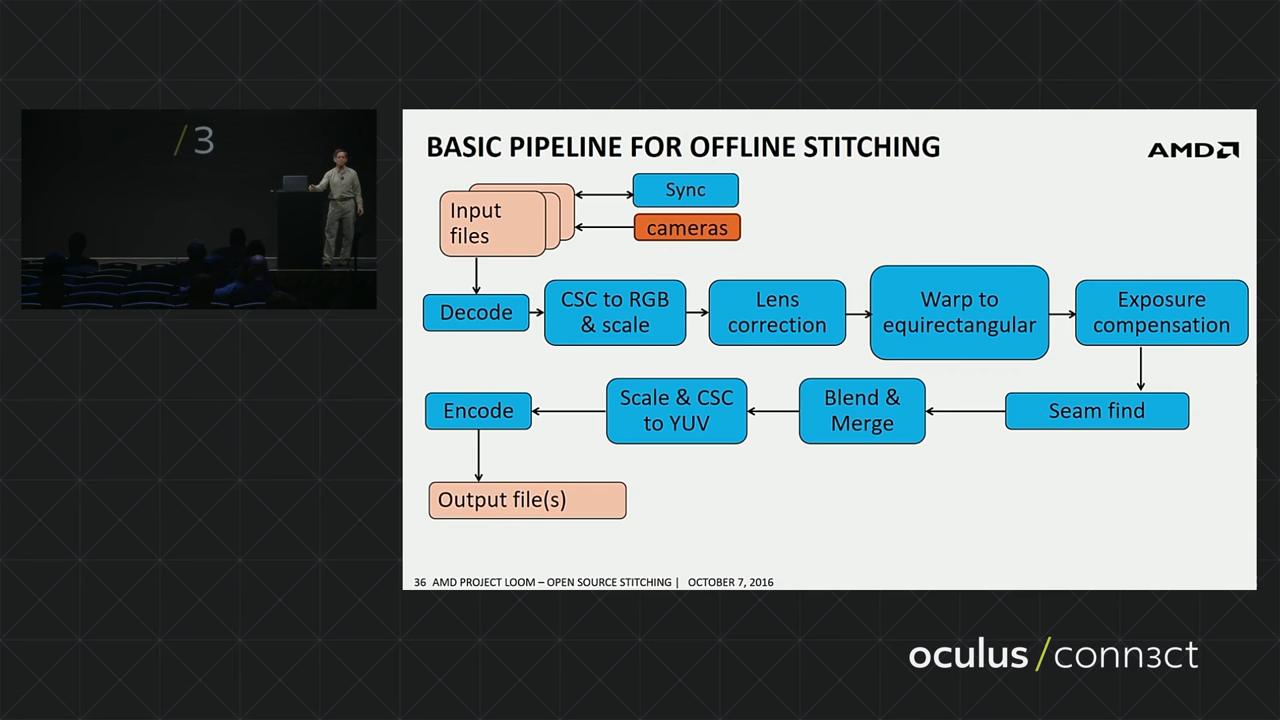 /3
BASIC PIPELINE FOR OFFLINE STITCHING
AMD
Input
files
Sync
cameras
Decode
CSC to RGB
& scale
Lens
correction
Warp to
equirectangular
Exposure
compensation
Encode
Scale & CSC
to YUV
Blend &
Merge
Seam find
Output file(s)
36 AMD PROJECT LOOM – OPEN SOURCE STITCHING | OCTOBER 7, 2016
oculus /conn3ct